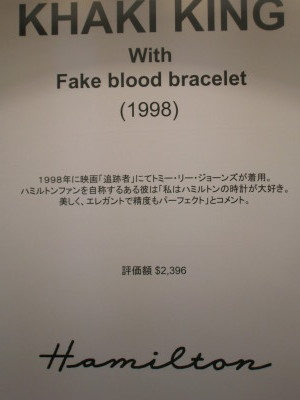 KHAKI KING
With
Fake blood bracelet
(1998)
1998年に映画「追跡者」にてトミー・リー・ジョーンズが着用。
ハミルトンファンを自称するある彼は「私はハミルトンの時計が大好き。
美しく、エレガントで精度もパーフェクト」とコメント。
評価額 $2,396
Hamilton